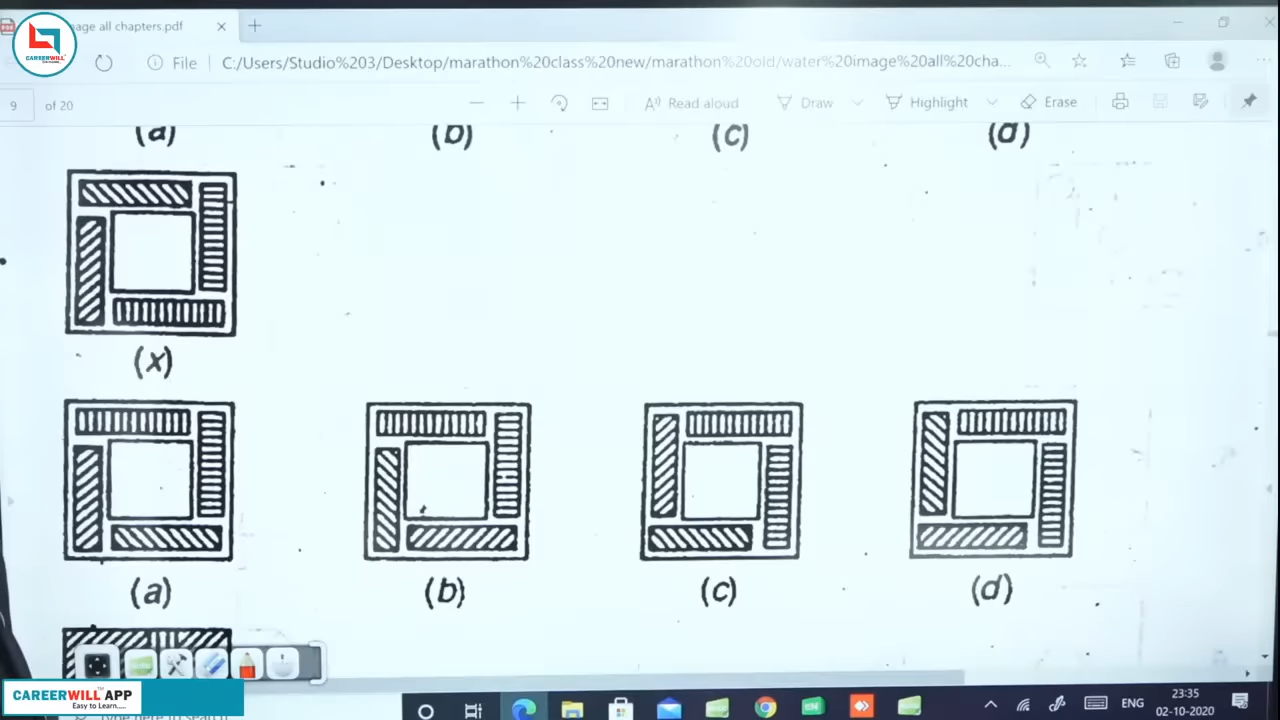 page all chapters.pdf
CAREERWILL
File
C:/Users/Studio%203/Desktop/marathon%20class%20new/marathon%20old/water%20image%20all%20cha...
9 of 20
Read aloud
Draw
Highlight
Erase
(a) (b) (c) (d)
(x)
(a) (b) (c) (d)
CAREERWILL APP
Easy to Learn.....
ENG
23:35
02-10-2020